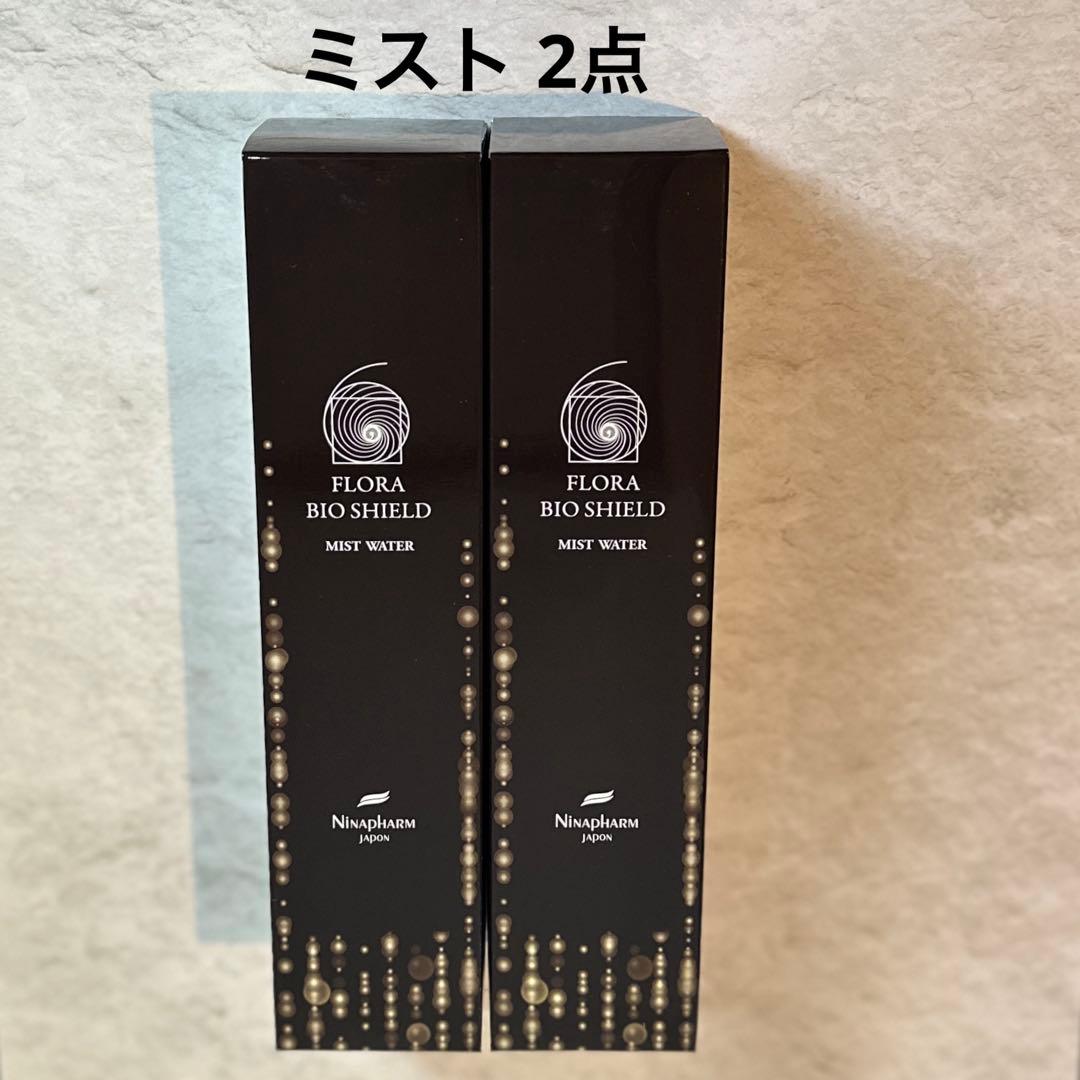 ミスト 2点
FLORA
BIO SHIELD
MIST WATER
NINAPHARM
JAPON
FLORA
BIO SHIELD
MIST WATER
NINAPHARM
JAPON